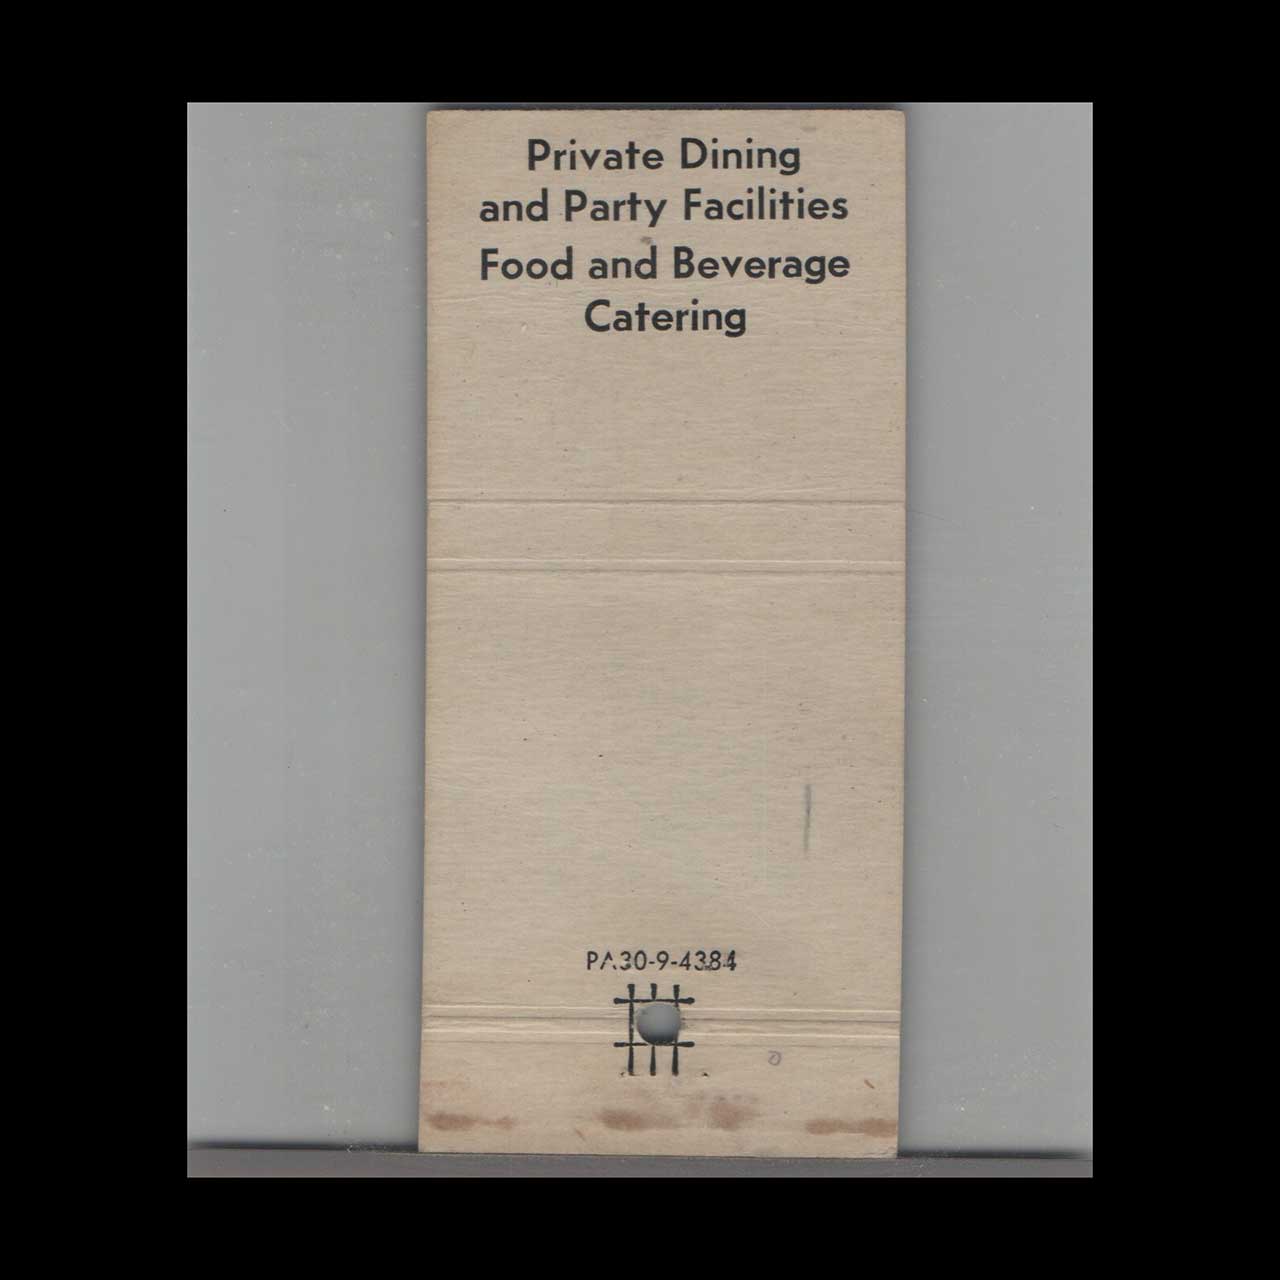 Private Dining
and Party Facilities
Food and Beverage
Catering
PA30-9-4384